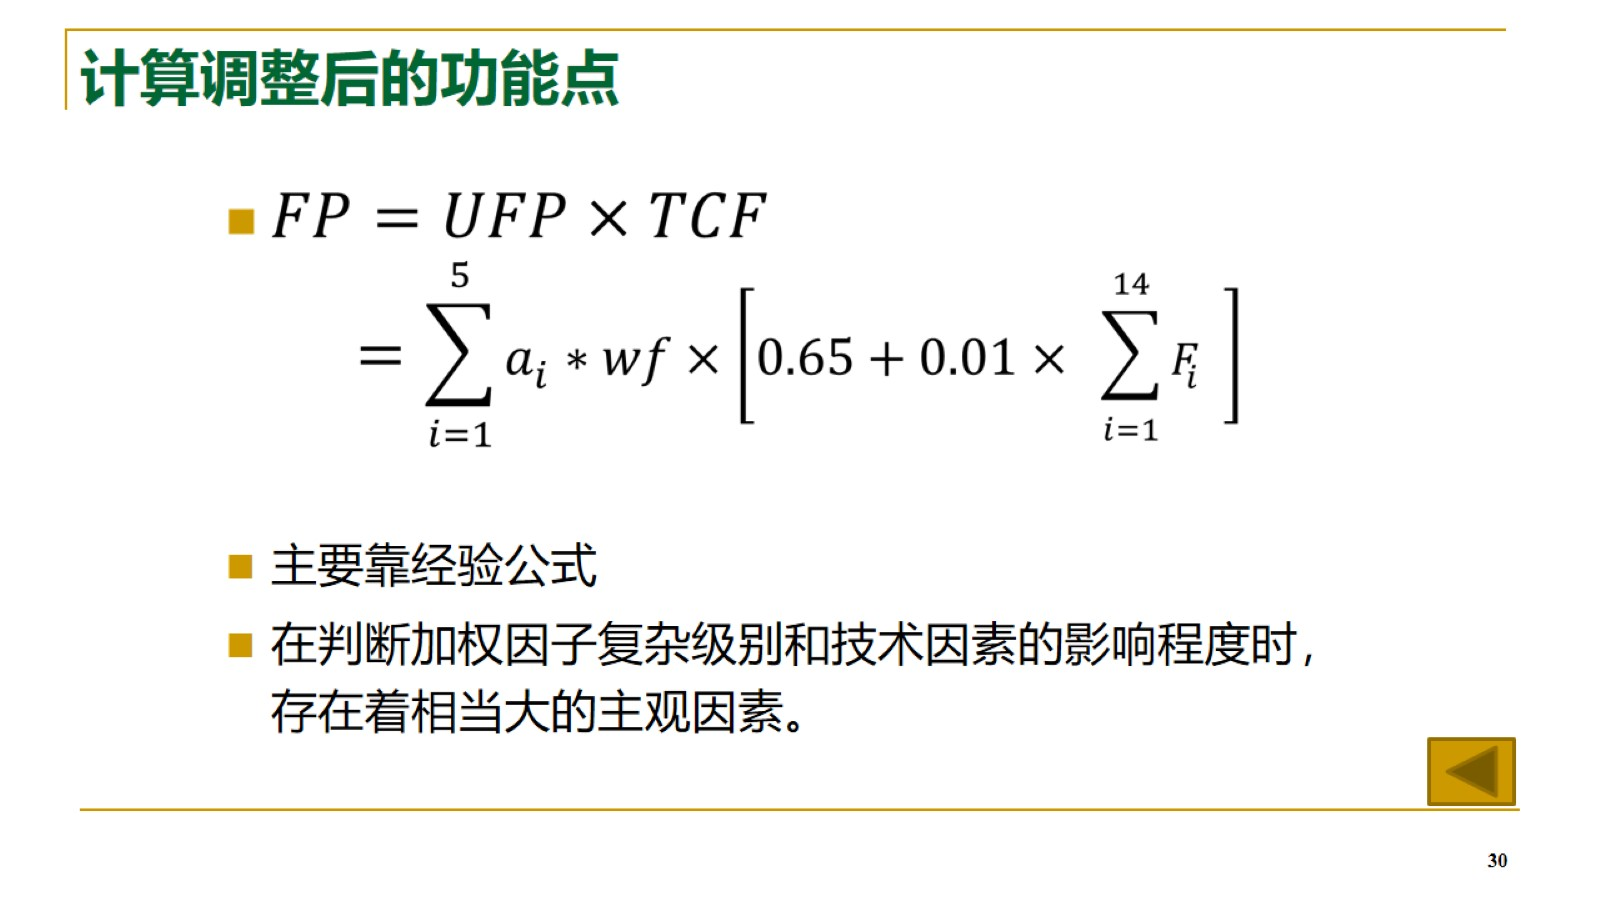 计算调整后的功能点
FP = UFP × TCF
= \sum_{i=1}^{5} a_i * wf × [0.65 + 0.01 × \sum_{i=1}^{14} F_i]
主要靠经验公式
在判断加权因子复杂级别和技术因素的影响程度时，
存在着相当大的主观因素。
30